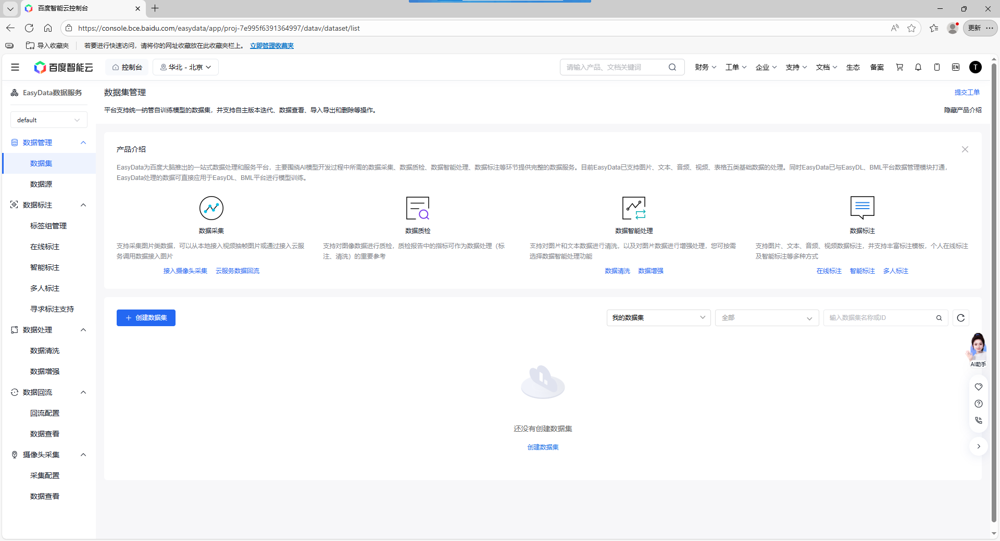 百度智能云控制台
https://console.bce.baidu.com/easydata/app/proj-7e995f6391364997/datav/dataset/list
更新
导入收藏夹
若要进行快速访问，请将你的网址收藏放在此收藏夹栏上。
立即管理收藏夹
百度智能云
控制台
华北 - 北京
请输入产品、文档关键词
财务
工单
企业
支持
文档
生态
备案
EN
T
EasyData数据服务
default
数据管理
数据集
数据源
数据标注
标签组管理
在线标注
智能标注
多人标注
寻求标注支持
数据处理
数据清洗
数据增强
数据回流
回流配置
数据查看
摄像头采集
采集配置
数据查看
数据集管理
提交工单
平台支持统一纳管自训练模型的数据集，并支持自主版本迭代、数据查看、导入导出和删除等操作。
隐藏产品介绍
产品介绍
EasyData为百度大脑推出的一站式数据处理和服务平台，主要围绕AI模型开发过程中所需的数据采集、数据质检、数据智能处理、数据标注等环节提供完整的数据服务。目前EasyData已支持图片、文本、音频、视频、表格五类基础数据的处理。同时EasyData已与EasyDL、BML平台数据管理模块打通，
EasyData处理的数据可直接应用于EasyDL、BML平台进行模型训练。
数据采集
支持采集图片类数据，可以从本地接入视频抽帧图片或通过接入云服
务调用数据接入图片
接入摄像头采集
云服务数据回流
数据质检
支持对图像数据进行质检，质检报告中的指标可作为数据处理（标
注、清洗）的重要参考
数据智能处理
支持对图片和文本数据进行清洗，以及对图片数据进行增强处理，您可按需
选择数据智能处理功能
数据清洗
数据增强
数据标注
支持图片、文本、音频、视频数据标注，并支持丰富标注模板，个人在线标注
及智能标注等多种方式
在线标注
智能标注
多人标注
创建数据集
我的数据集
全部
输入数据集名称或ID
还没有创建数据集
创建数据集
AI助手